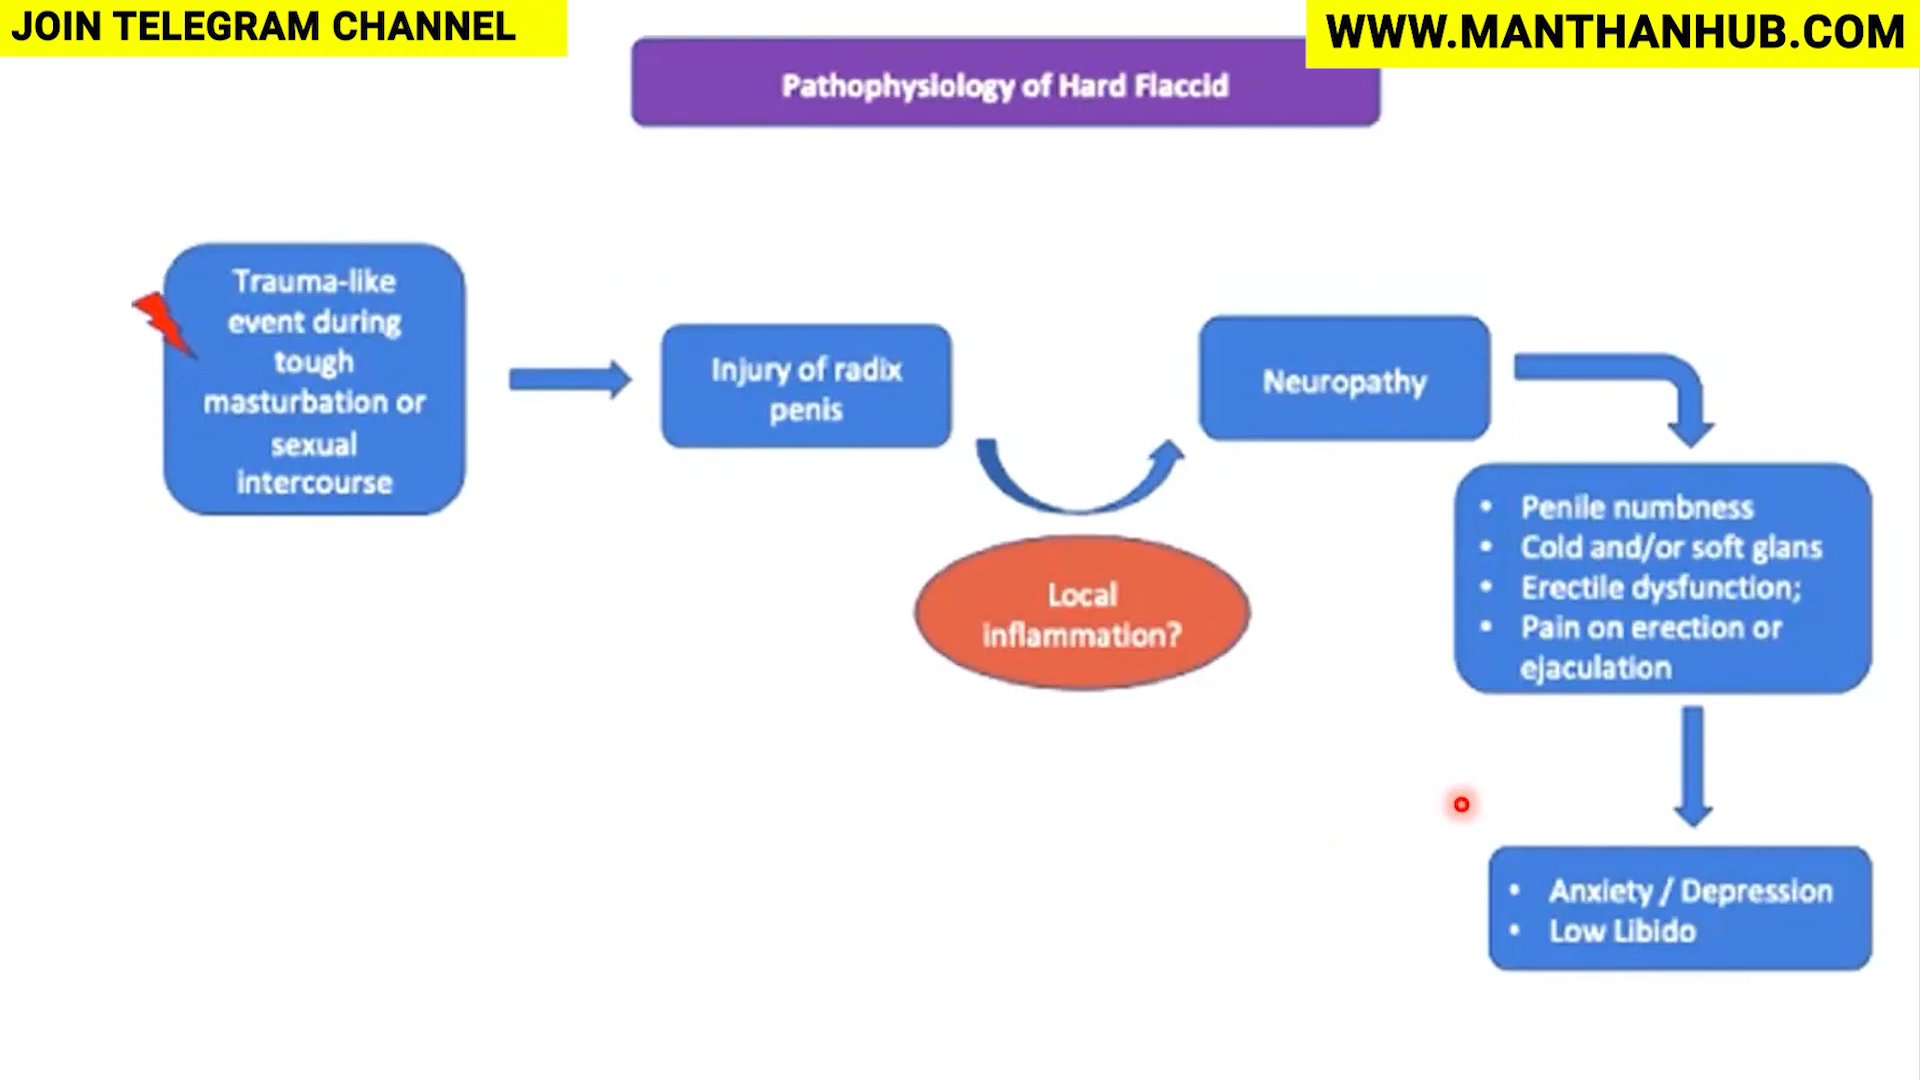 JOIN TELEGRAM CHANNEL
WWW.MANTHANHUB.COM
Pathophysiology of Hard Flaccid
Trauma-like
event during
tough
masturbation or
sexual
intercourse
Injury of radix
penis
Local
inflammation?
Neuropathy
• Penile numbness
• Cold and/or soft glans
• Erectile dysfunction;
• Pain on erection or
ejaculation
• Anxiety / Depression
• Low Libido